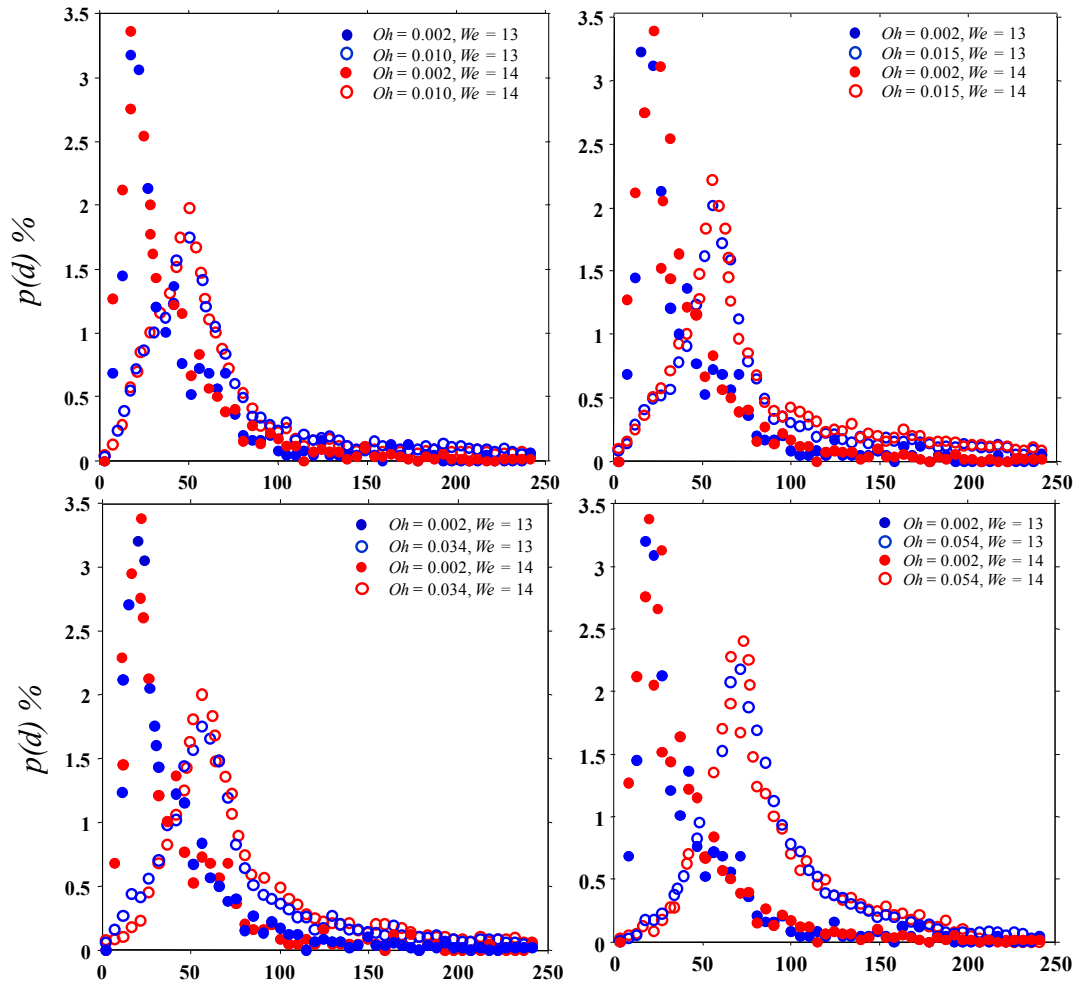 3.5
3
2.5
2
1.5
1
0.5
0
p(d) %
Oh = 0.002, We = 13
Oh = 0.010, We = 13
Oh = 0.002, We = 14
Oh = 0.010, We = 14
0 50 100 150 200 250
3.5
3
2.5
2
1.5
1
0.5
0
Oh = 0.002, We = 13
Oh = 0.015, We = 13
Oh = 0.002, We = 14
Oh = 0.015, We = 14
0 50 100 150 200 250
3.5
3
2.5
2
1.5
1
0.5
0
p(d) %
Oh = 0.002, We = 13
Oh = 0.034, We = 13
Oh = 0.002, We = 14
Oh = 0.034, We = 14
0 50 100 150 200 250
3.5
3
2.5
2
1.5
1
0.5
0
Oh = 0.002, We = 13
Oh = 0.054, We = 13
Oh = 0.002, We = 14
Oh = 0.054, We = 14
0 50 100 150 200 250